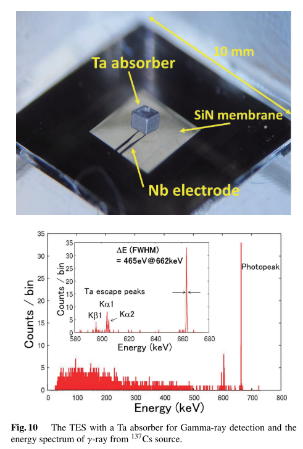 10 mm
Ta absorber
SiN membrane
Nb electrode
Counts / bin
35
30
25
20
15
10
5
0
0 100 200 300 400 500 600 700 800
Energy (keV)
Photopeak
Counts / bin
35
30
25
20
15
10
5
0
580 600 620 640 660 680
Energy (keV)
ΔE (FWHM)
= 465eV@662keV
Ta escape peaks
Kα1
Kβ1
Kα2
Fig. 10 The TES with a Ta absorber for Gamma-ray detection and the
energy spectrum of γ-ray from ¹³⁷Cs source.